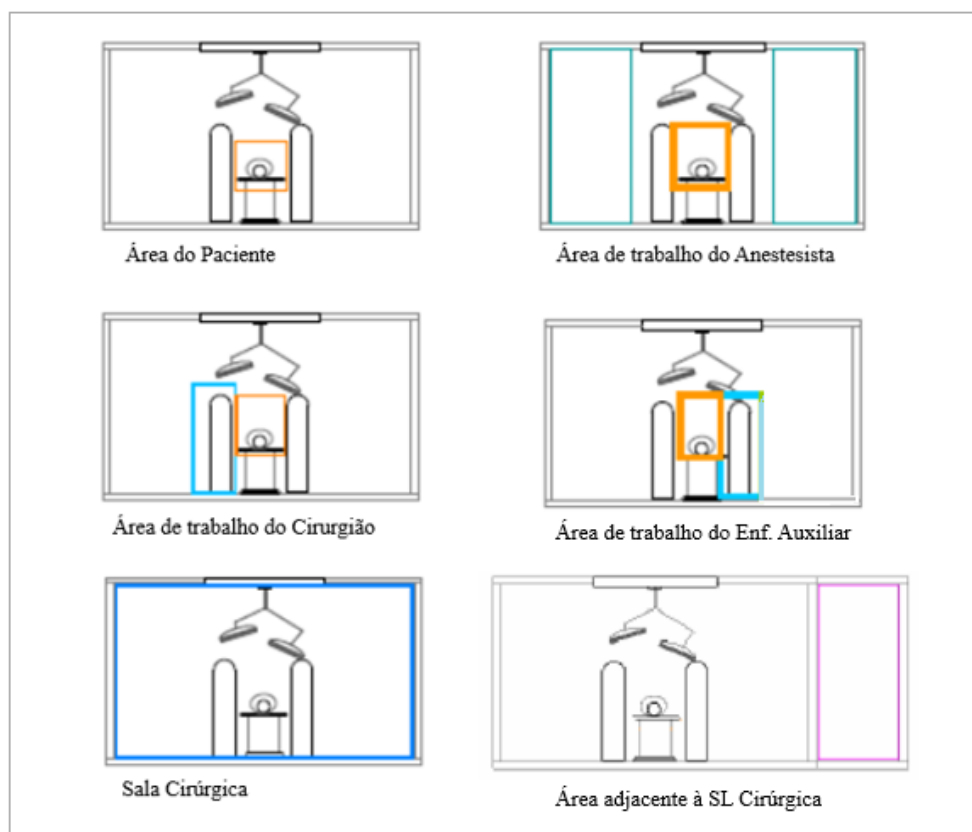 Área do Paciente
Área de trabalho do Anestesista
Área de trabalho do Cirurgião
Área de trabalho do Enf. Auxiliar
Sala Cirúrgica
Área adjacente à SL Cirúrgica